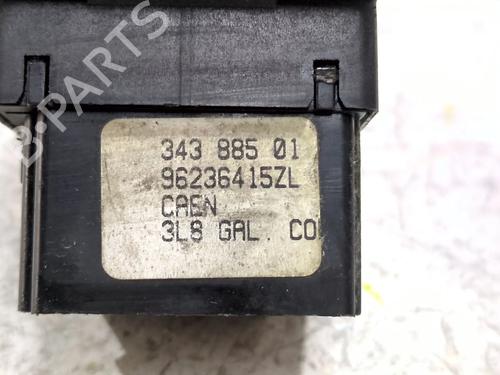 B-PARTS
343 885 01
96236415ZL
CAEN
3L8 GAL. CO